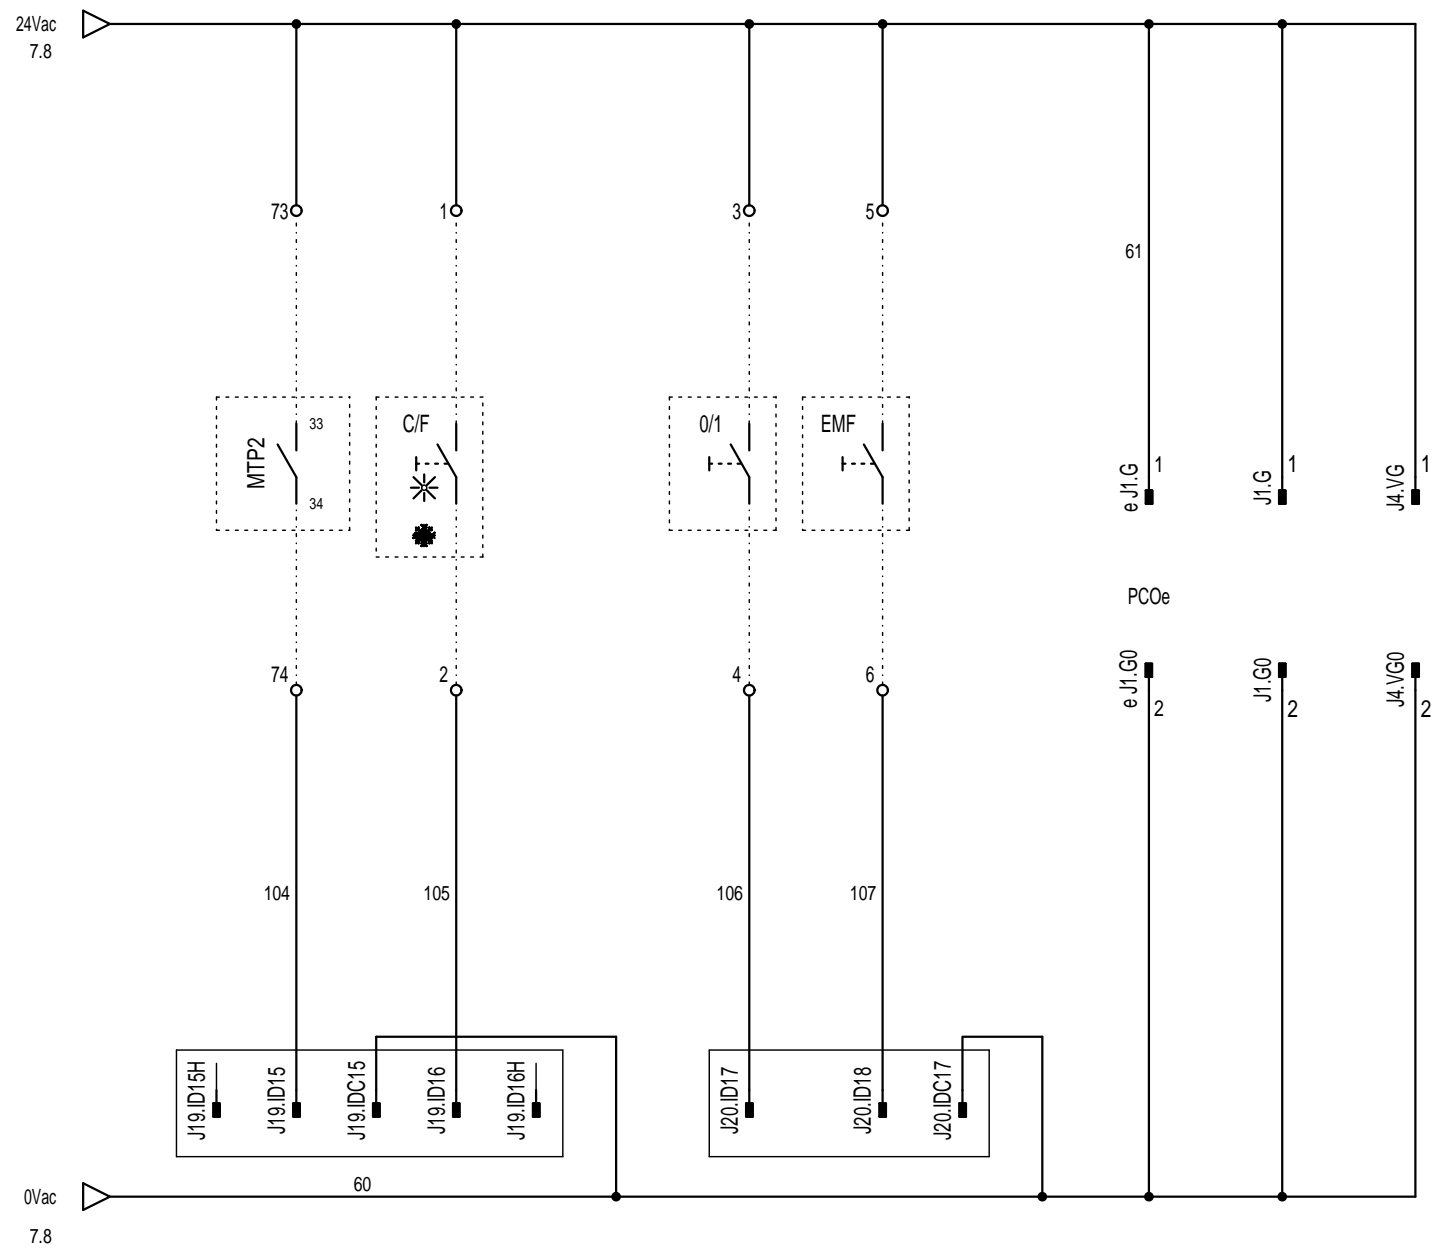 24Vac
7.8
73
1
3
5
61
MTP2
33
34
C/F
0/1
EMF
e J1.G
1
J1.G
1
J4.VG
1
PCOe
74
2
4
6
e J1.G0
2
J1.G0
2
J4.VG0
2
104
105
106
107
J19.ID15H
J19.ID15
J19.IDC15
J19.ID16
J19.ID16H
J20.ID17
J20.ID18
J20.IDC17
60
0Vac
7.8